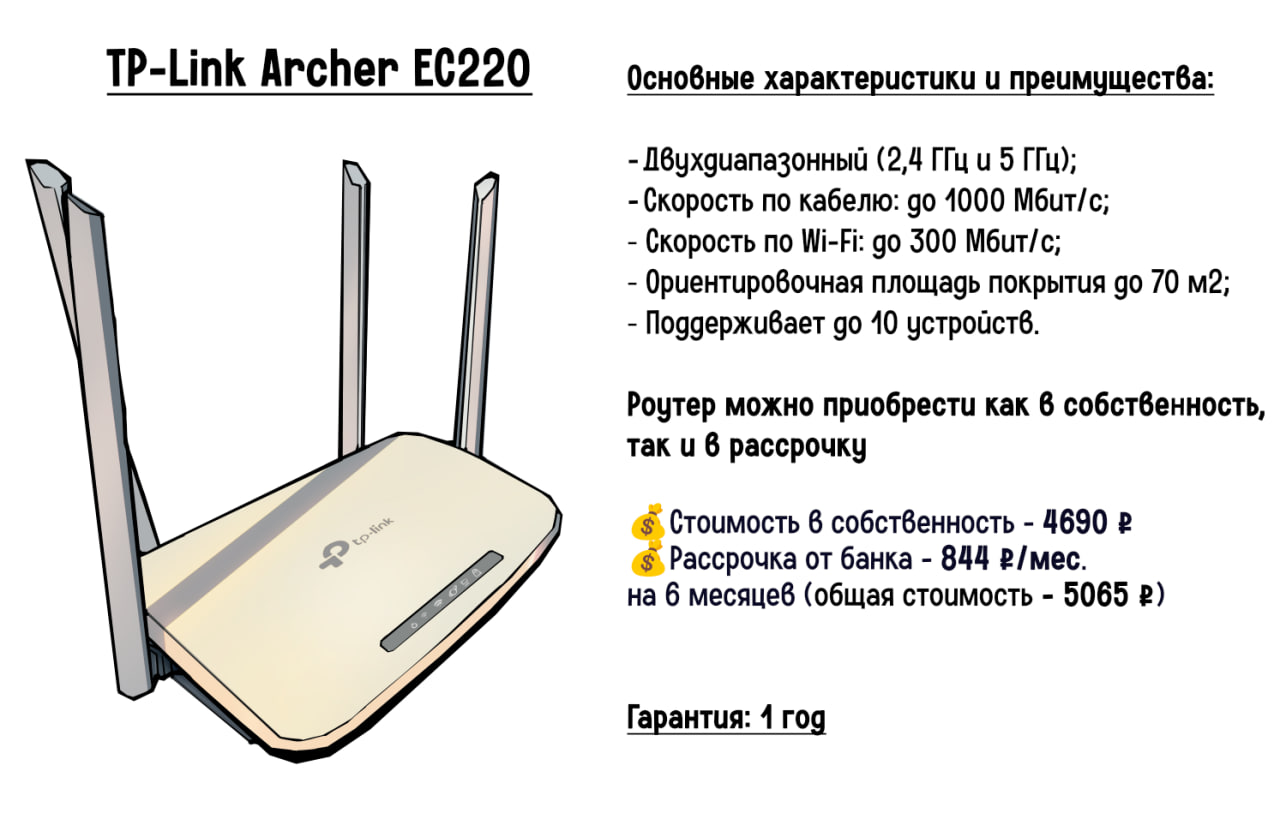 TP-Link Archer EC220
Основные характеристики и преимущества:
- Двухдиапазонный (2,4 ГГц и 5 ГГц);
- Скорость по кабелю: до 1000 Мбит/с;
- Скорость по Wi-Fi: до 300 Мбит/с;
- Ориентировочная площадь покрытия до 70 м2;
- Поддерживает до 10 устройств.
Роутер можно приобрести как в собственность,
так и в рассрочку
💰Стоимость в собственность - 4690 ₽
💰Рассрочка от банка - 844 ₽/мес.
на 6 месяцев (общая стоимость - 5065 ₽)
Гарантия: 1 год
tp-link